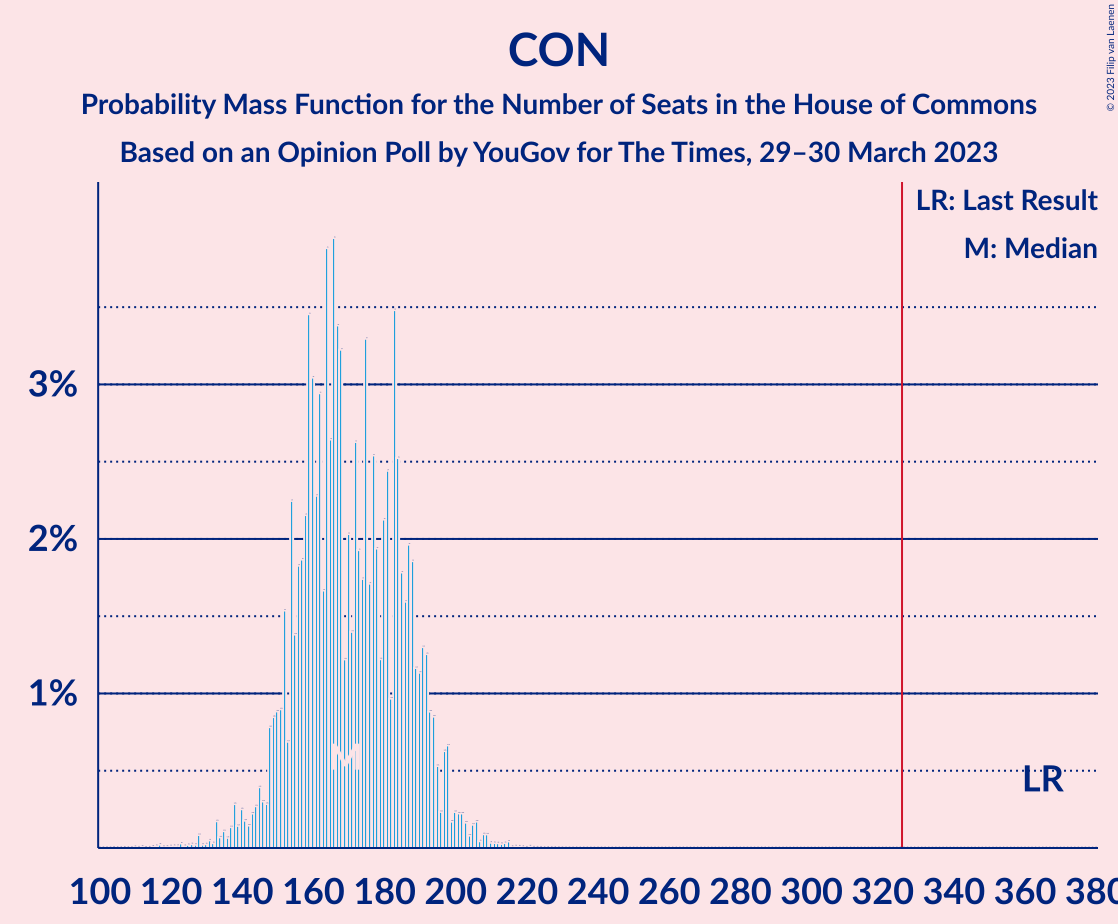 CON
Probability Mass Function for the Number of Seats in the House of Commons
Based on an Opinion Poll by YouGov for The Times, 29–30 March 2023
© 2023 Filip van Laenen
LR: Last Result
M: Median
3%
2%
1%
M
LR
100 120 140 160 180 200 220 240 260 280 300 320 340 360 380